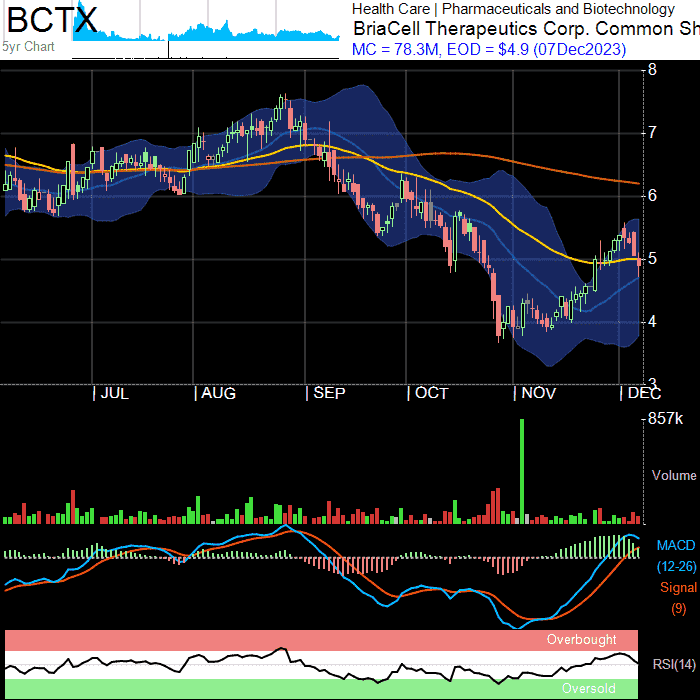 BCTX
5yr Chart
Health Care | Pharmaceuticals and Biotechnology
BriaCell Therapeutics Corp. Common Sh
MC = 78.3M, EOD = $4.9 (07Dec2023)
8
7
6
5
4
3
JUL AUG SEP OCT NOV DEC
857k
Volume
MACD
(12-26)
Signal
(9)
Overbought
RSI(14)
Oversold